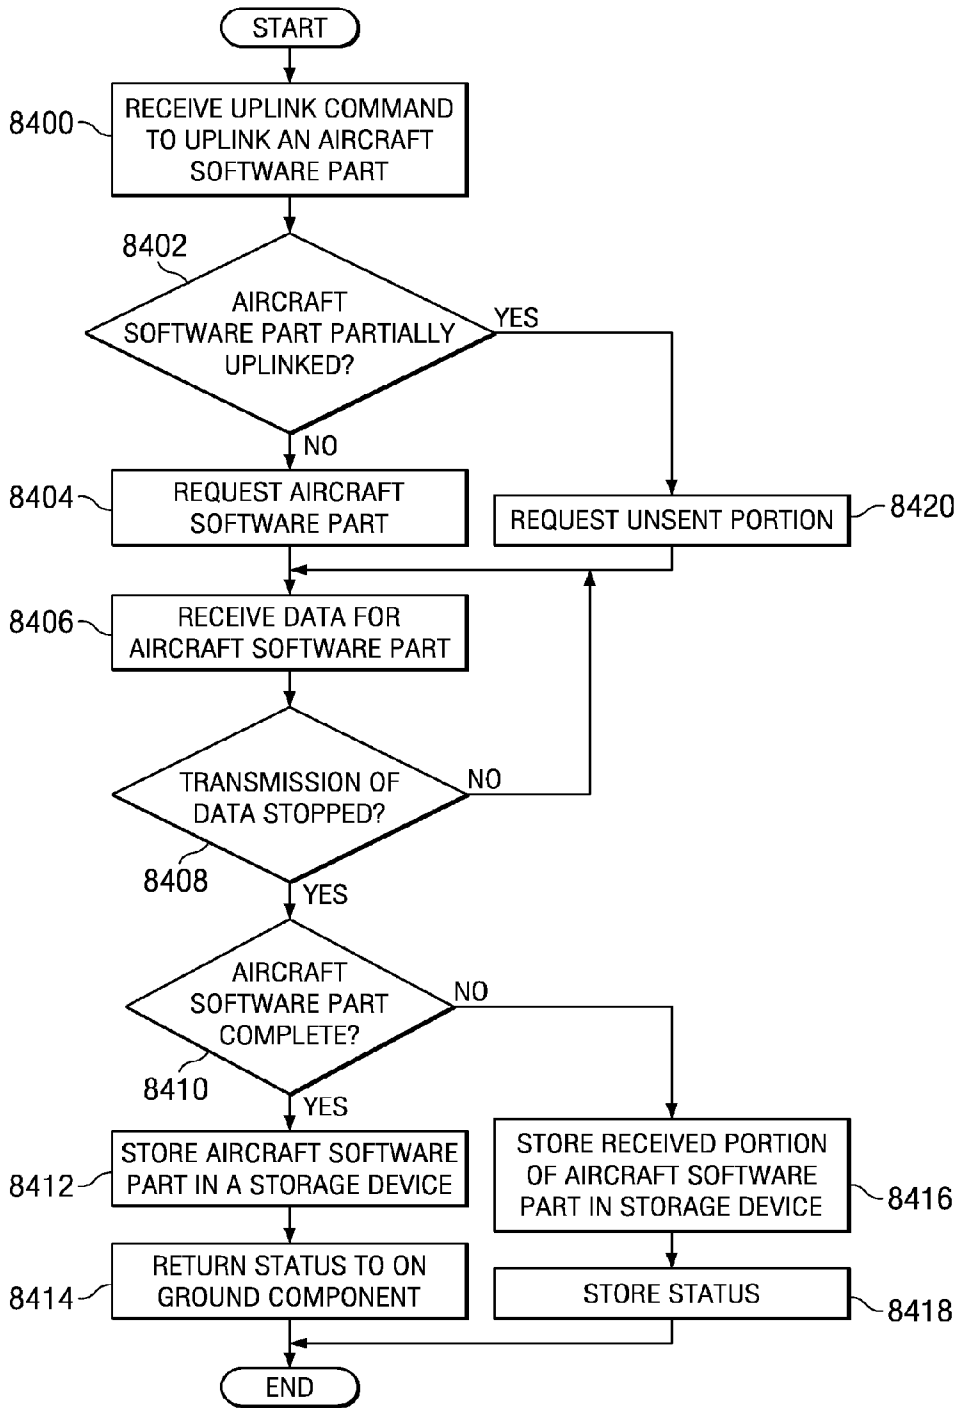 START
8400
RECEIVE UPLINK COMMAND
TO UPLINK AN AIRCRAFT
SOFTWARE PART
8402
AIRCRAFT
SOFTWARE PART PARTIALLY
UPLINKED?
YES
NO
8404
REQUEST AIRCRAFT
SOFTWARE PART
REQUEST UNSENT PORTION
8420
8406
RECEIVE DATA FOR
AIRCRAFT SOFTWARE PART
TRANSMISSION OF
DATA STOPPED?
NO
8408
YES
AIRCRAFT
SOFTWARE PART
COMPLETE?
NO
8410
YES
8412
STORE AIRCRAFT SOFTWARE
PART IN A STORAGE DEVICE
STORE RECEIVED PORTION
OF AIRCRAFT SOFTWARE
PART IN STORAGE DEVICE
8416
8414
RETURN STATUS TO ON
GROUND COMPONENT
STORE STATUS
8418
END